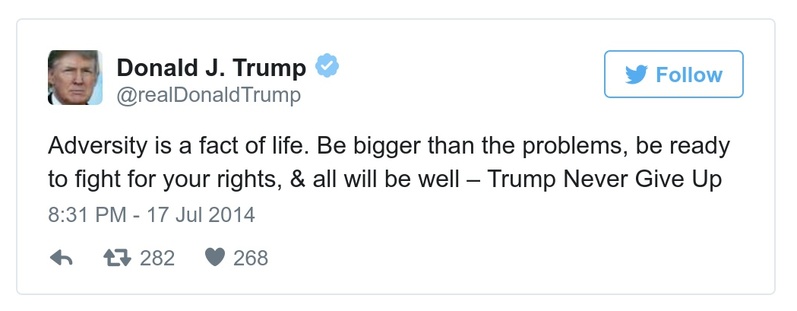 Donald J. Trump
Follow
@realDonaldTrump
Adversity is a fact of life. Be bigger than the problems, be ready
to fight for your rights, & all will be well – Trump Never Give Up
8:31 PM - 17 Jul 2014
282 268